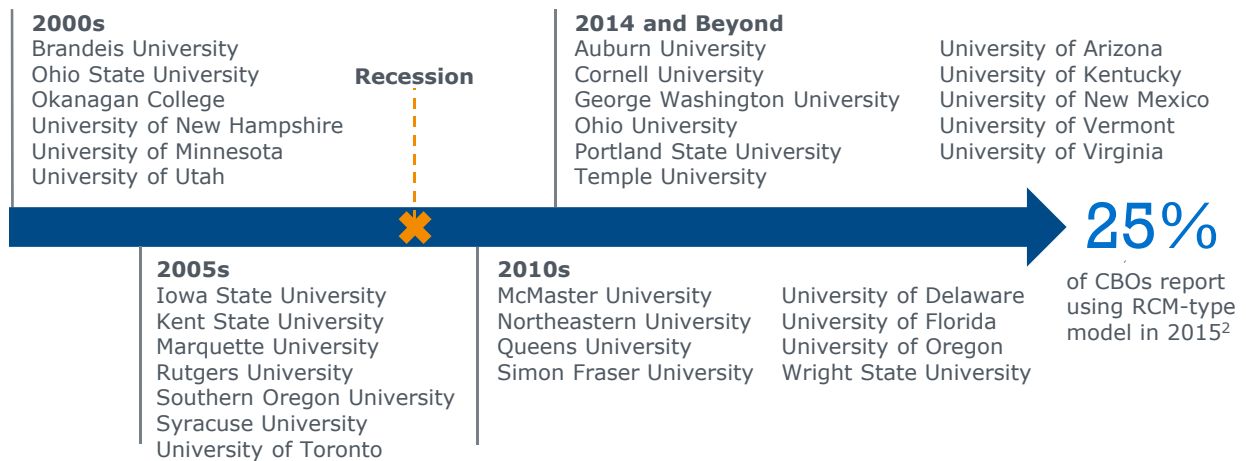 2000s
Brandeis University
Ohio State University
Okanagan College
University of New Hampshire
University of Minnesota
University of Utah
Recession
2014 and Beyond
Auburn University
Cornell University
George Washington University
Ohio University
Portland State University
Temple University
University of Arizona
University of Kentucky
University of New Mexico
University of Vermont
University of Virginia
2005s
Iowa State University
Kent State University
Marquette University
Rutgers University
Southern Oregon University
Syracuse University
University of Toronto
2010s
McMaster University
Northeastern University
Queens University
Simon Fraser University
University of Delaware
University of Florida
University of Oregon
Wright State University
25%
of CBOs report
using RCM-type
model in 2015²